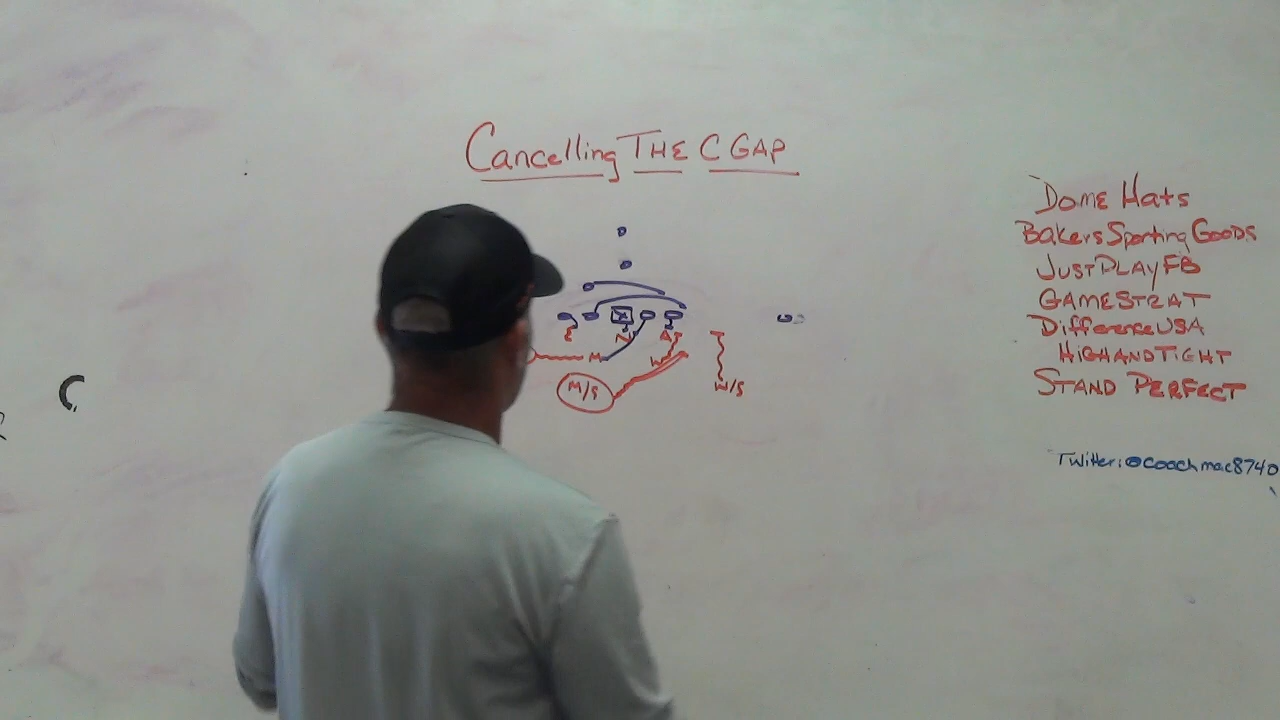 Cancelling THE C GAP
Dome Hats
Bakers Sporting Goods
JUSTPLAYFB
GAMESTRAT
DifferenceUSA
HIGHANDTIGHT
STAND PERFECT
Twitter:@coachmac8740
C
E N A T
M W
M/S W/S